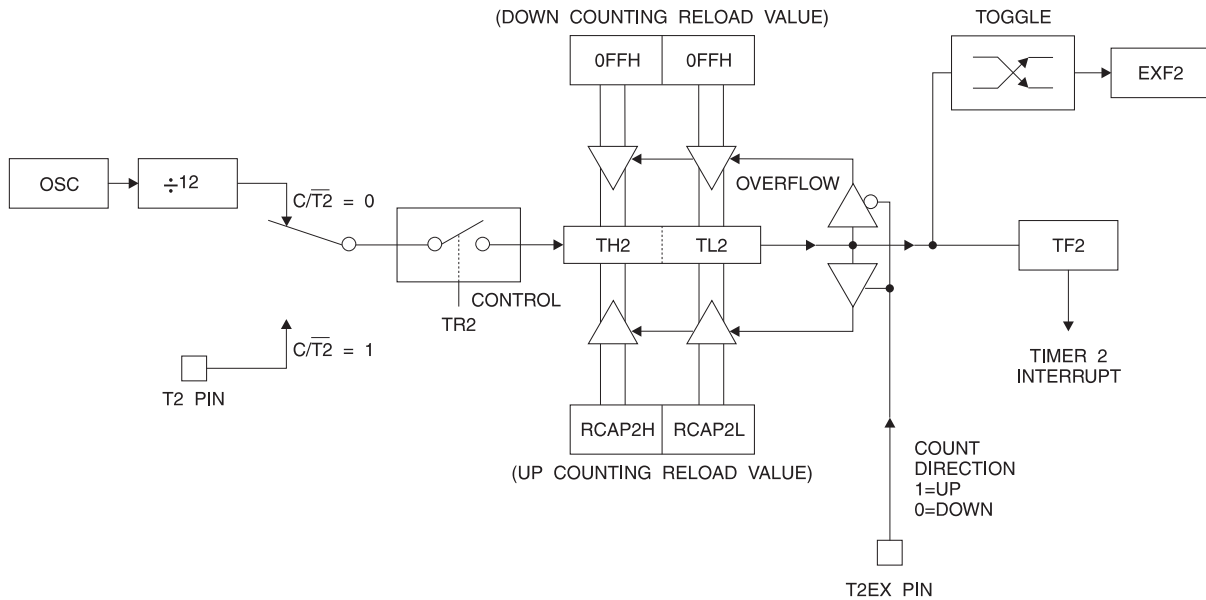 (DOWN COUNTING RELOAD VALUE)
TOGGLE
0FFH
0FFH
EXF2
OSC
÷12
C/T2̅ = 0
OVERFLOW
TH2
TL2
TF2
CONTROL
TR2
C/T2̅ = 1
T2 PIN
TIMER 2
INTERRUPT
RCAP2H
RCAP2L
(UP COUNTING RELOAD VALUE)
COUNT
DIRECTION
1=UP
0=DOWN
T2EX PIN